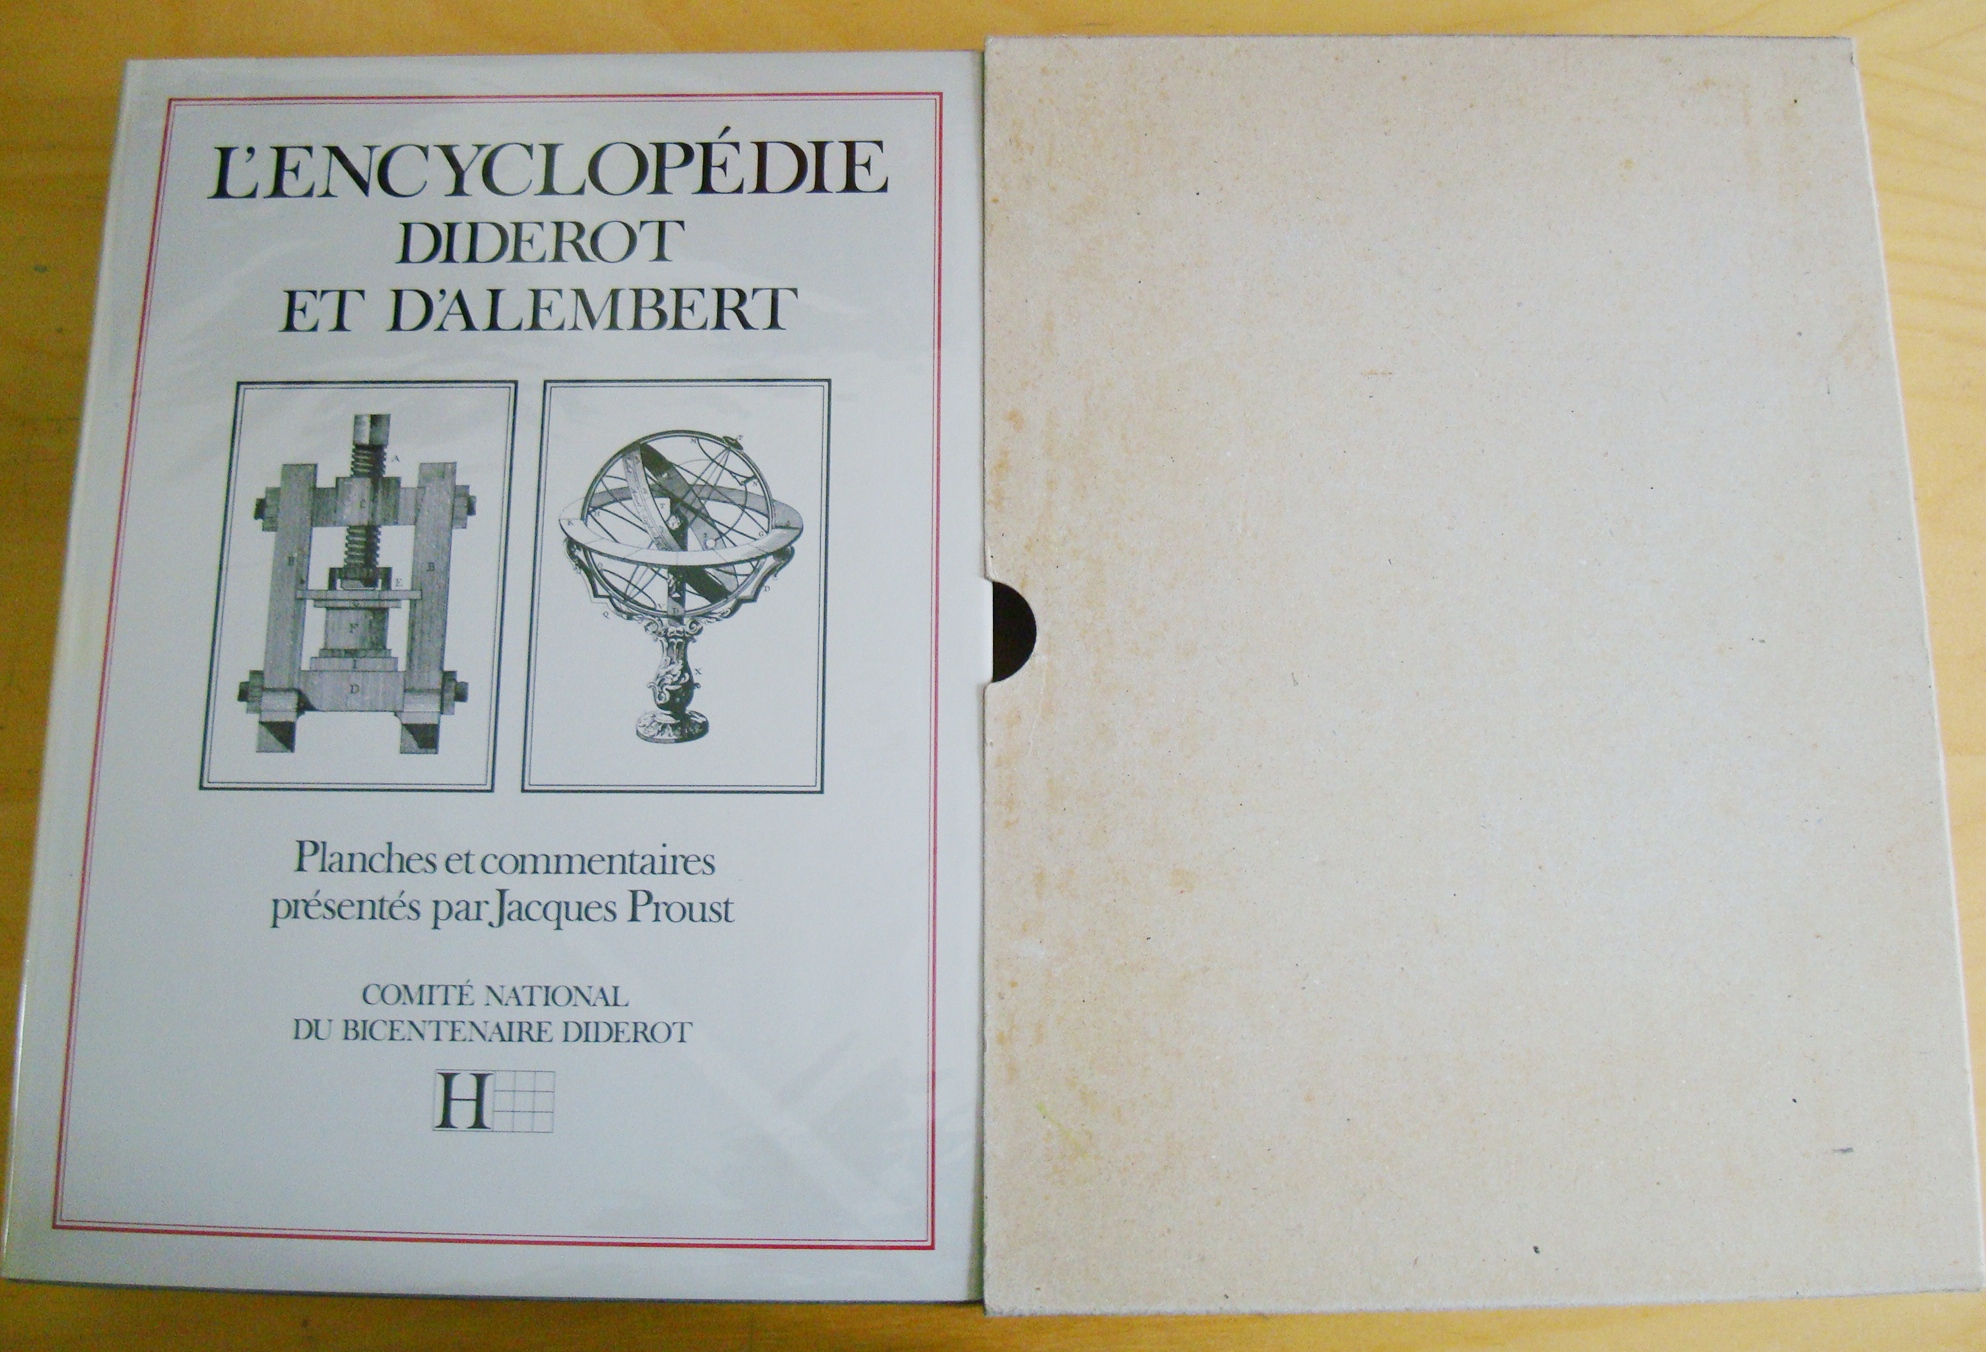 L'ENCYCLOPÉDIE
DIDEROT
ET D'ALEMBERT
Planches et commentaires
présentés par Jacques Proust
COMITÉ NATIONAL
DU BICENTENAIRE DIDEROT
H